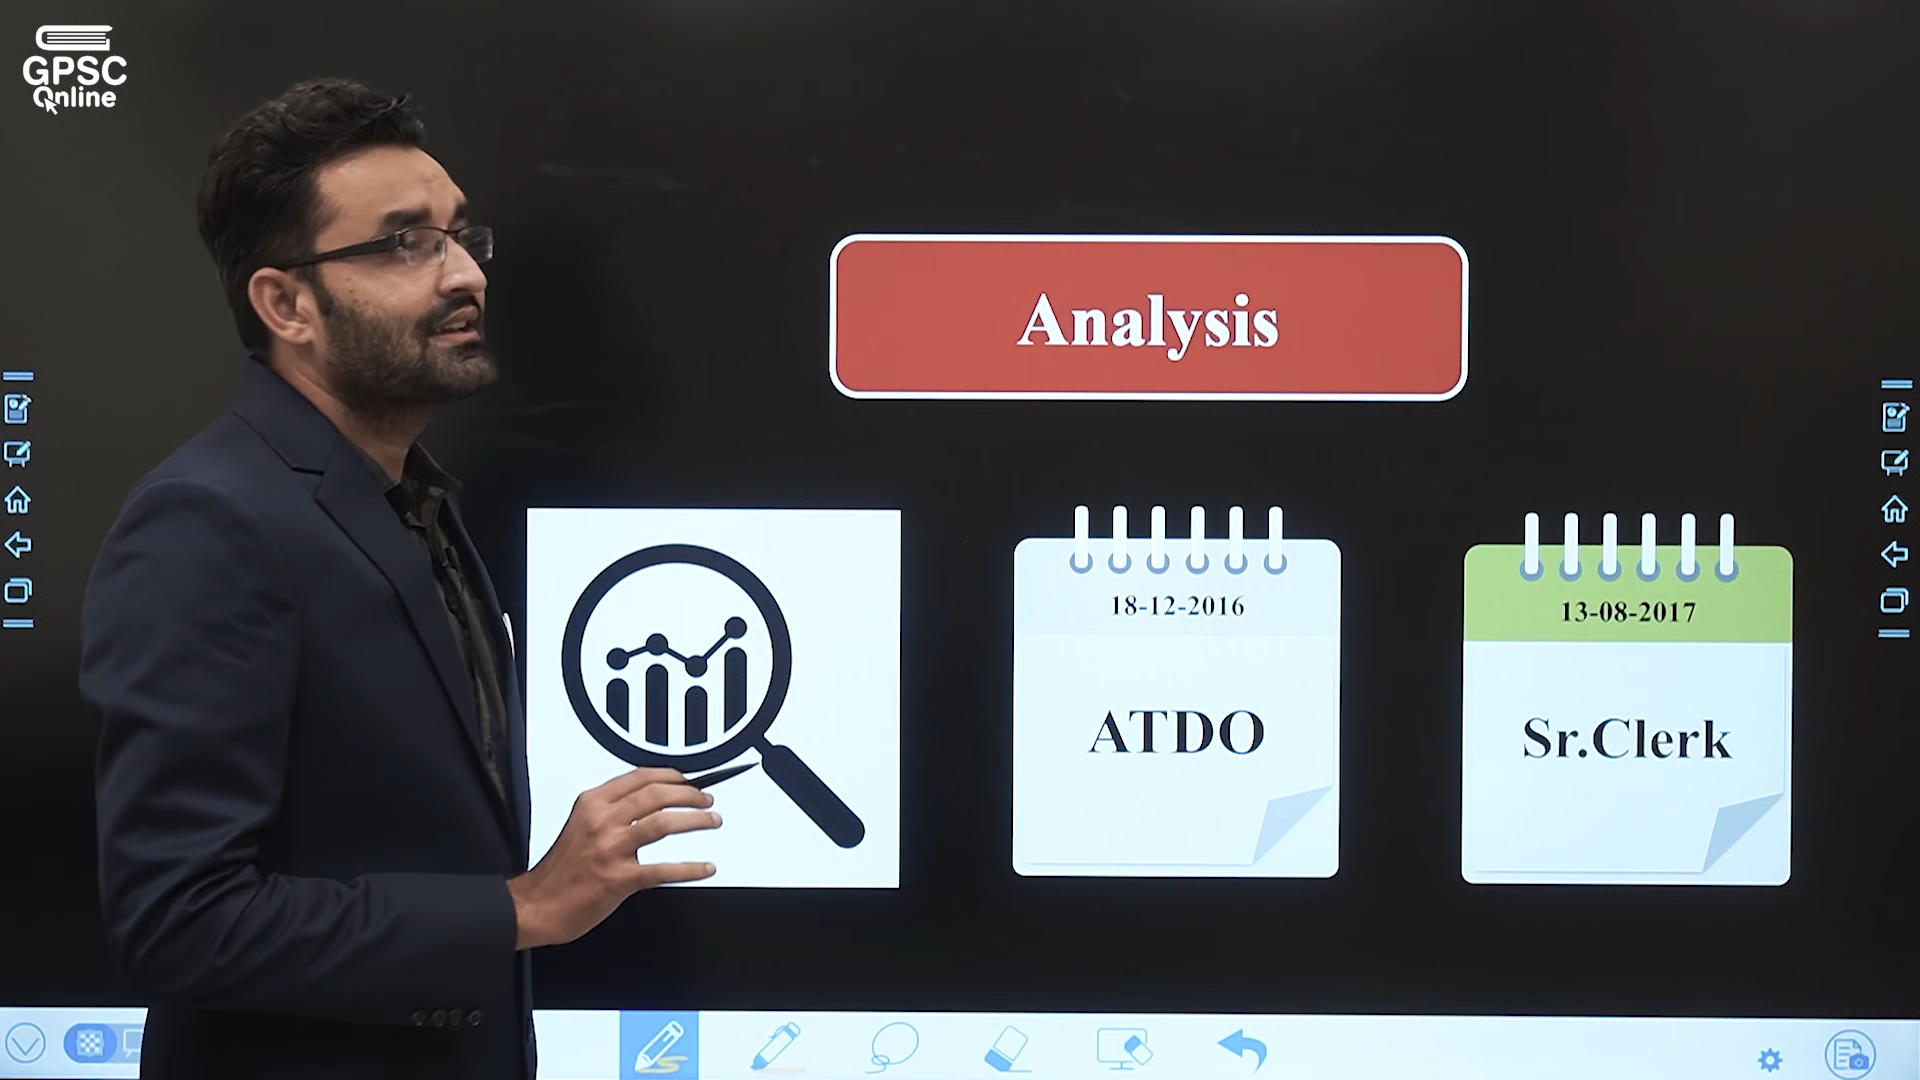 GPSC
Online
Analysis
18-12-2016
ATDO
13-08-2017
Sr.Clerk